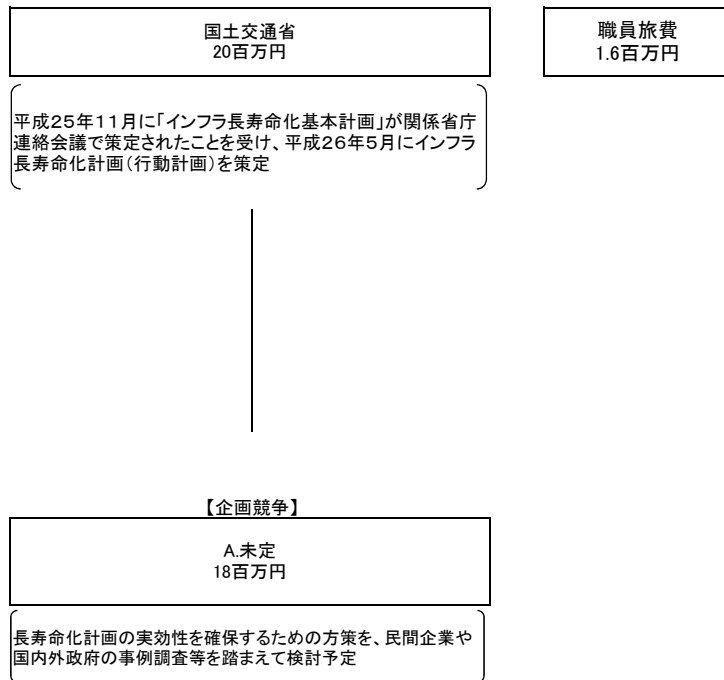 国土交通省
20百万円
職員旅費
1.6百万円
平成25年11月に「インフラ長寿命化基本計画」が関係省庁
連絡会議で策定されたことを受け、平成26年5月にインフラ
長寿命化計画（行動計画）を策定
【企画競争】
A.未定
18百万円
長寿命化計画の実効性を確保するための方策を、民間企業や
国内外政府の事例調査等を踏まえて検討予定